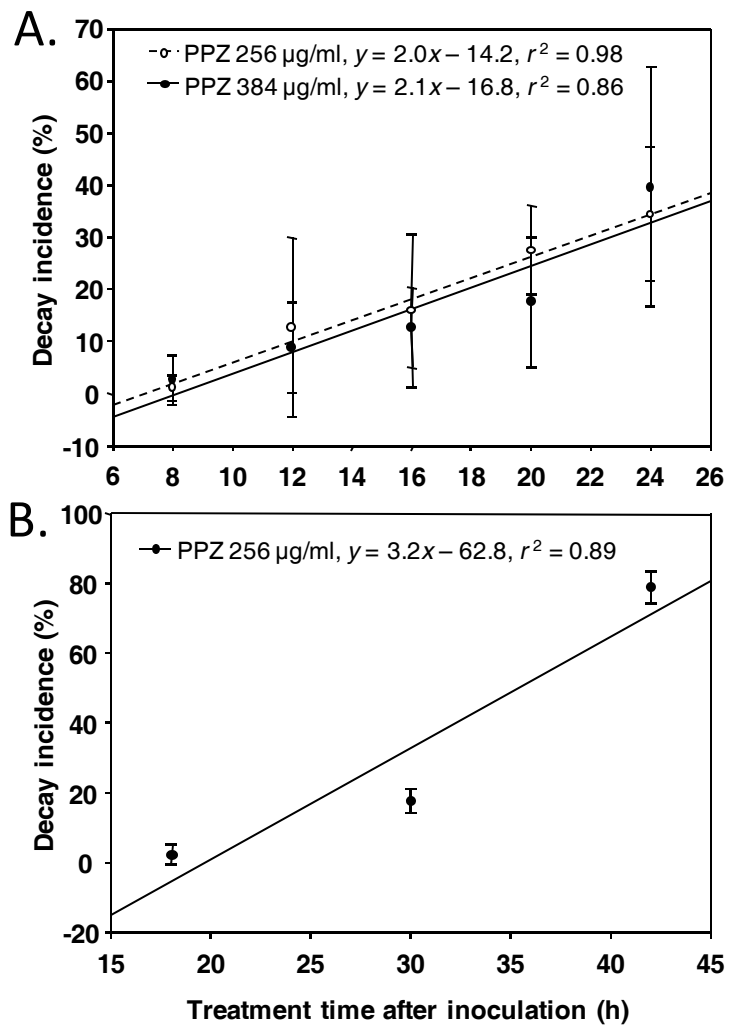 A.
70
PPZ 256 µg/ml, y = 2.0x – 14.2, r² = 0.98
60
PPZ 384 µg/ml, y = 2.1x – 16.8, r² = 0.86
50
40
30
20
10
0
-10
Decay incidence (%)
6 8 10 12 14 16 18 20 22 24 26
B.
100
PPZ 256 µg/ml, y = 3.2x – 62.8, r² = 0.89
80
60
40
20
0
-20
Decay incidence (%)
15 20 25 30 35 40 45
Treatment time after inoculation (h)